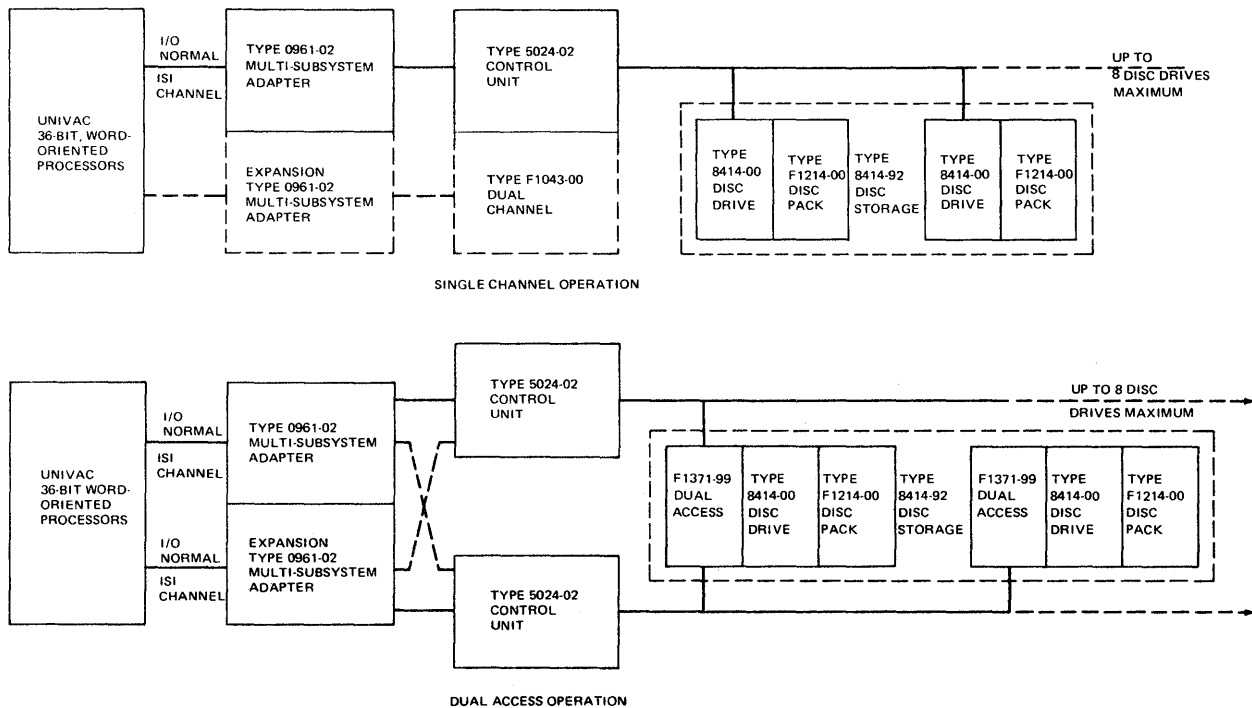 UNIVAC
36-BIT, WORD-
ORIENTED
PROCESSORS
I/O
NORMAL
ISI
CHANNEL
TYPE 0961-02
MULTI-SUBSYSTEM
ADAPTER
EXPANSION
TYPE 0961-02
MULTI-SUBSYSTEM
ADAPTER
TYPE 5024-02
CONTROL
UNIT
TYPE F1043-00
DUAL
CHANNEL
UP TO
8 DISC DRIVES
MAXIMUM
TYPE
8414-00
DISC
DRIVE
TYPE
F1214-00
DISC
PACK
TYPE
8414-92
DISC
STORAGE
TYPE
8414-00
DISC
DRIVE
TYPE
F1214-00
DISC
PACK
SINGLE CHANNEL OPERATION
UNIVAC
36-BIT WORD-
ORIENTED
PROCESSORS
I/O
NORMAL
ISI
CHANNEL
I/O
NORMAL
ISI
CHANNEL
TYPE 0961-02
MULTI-SUBSYSTEM
ADAPTER
EXPANSION
TYPE 0961-02
MULTI-SUBSYSTEM
ADAPTER
TYPE 5024-02
CONTROL
UNIT
TYPE 5024-02
CONTROL
UNIT
UP TO 8 DISC
DRIVES MAXIMUM
F1371-99
DUAL
ACCESS
TYPE
8414-00
DISC
DRIVE
TYPE
F1214-00
DISC
PACK
TYPE
8414-92
DISC
STORAGE
F1371-99
DUAL
ACCESS
TYPE
8414-00
DISC
DRIVE
TYPE
F1214-00
DISC
PACK
DUAL ACCESS OPERATION